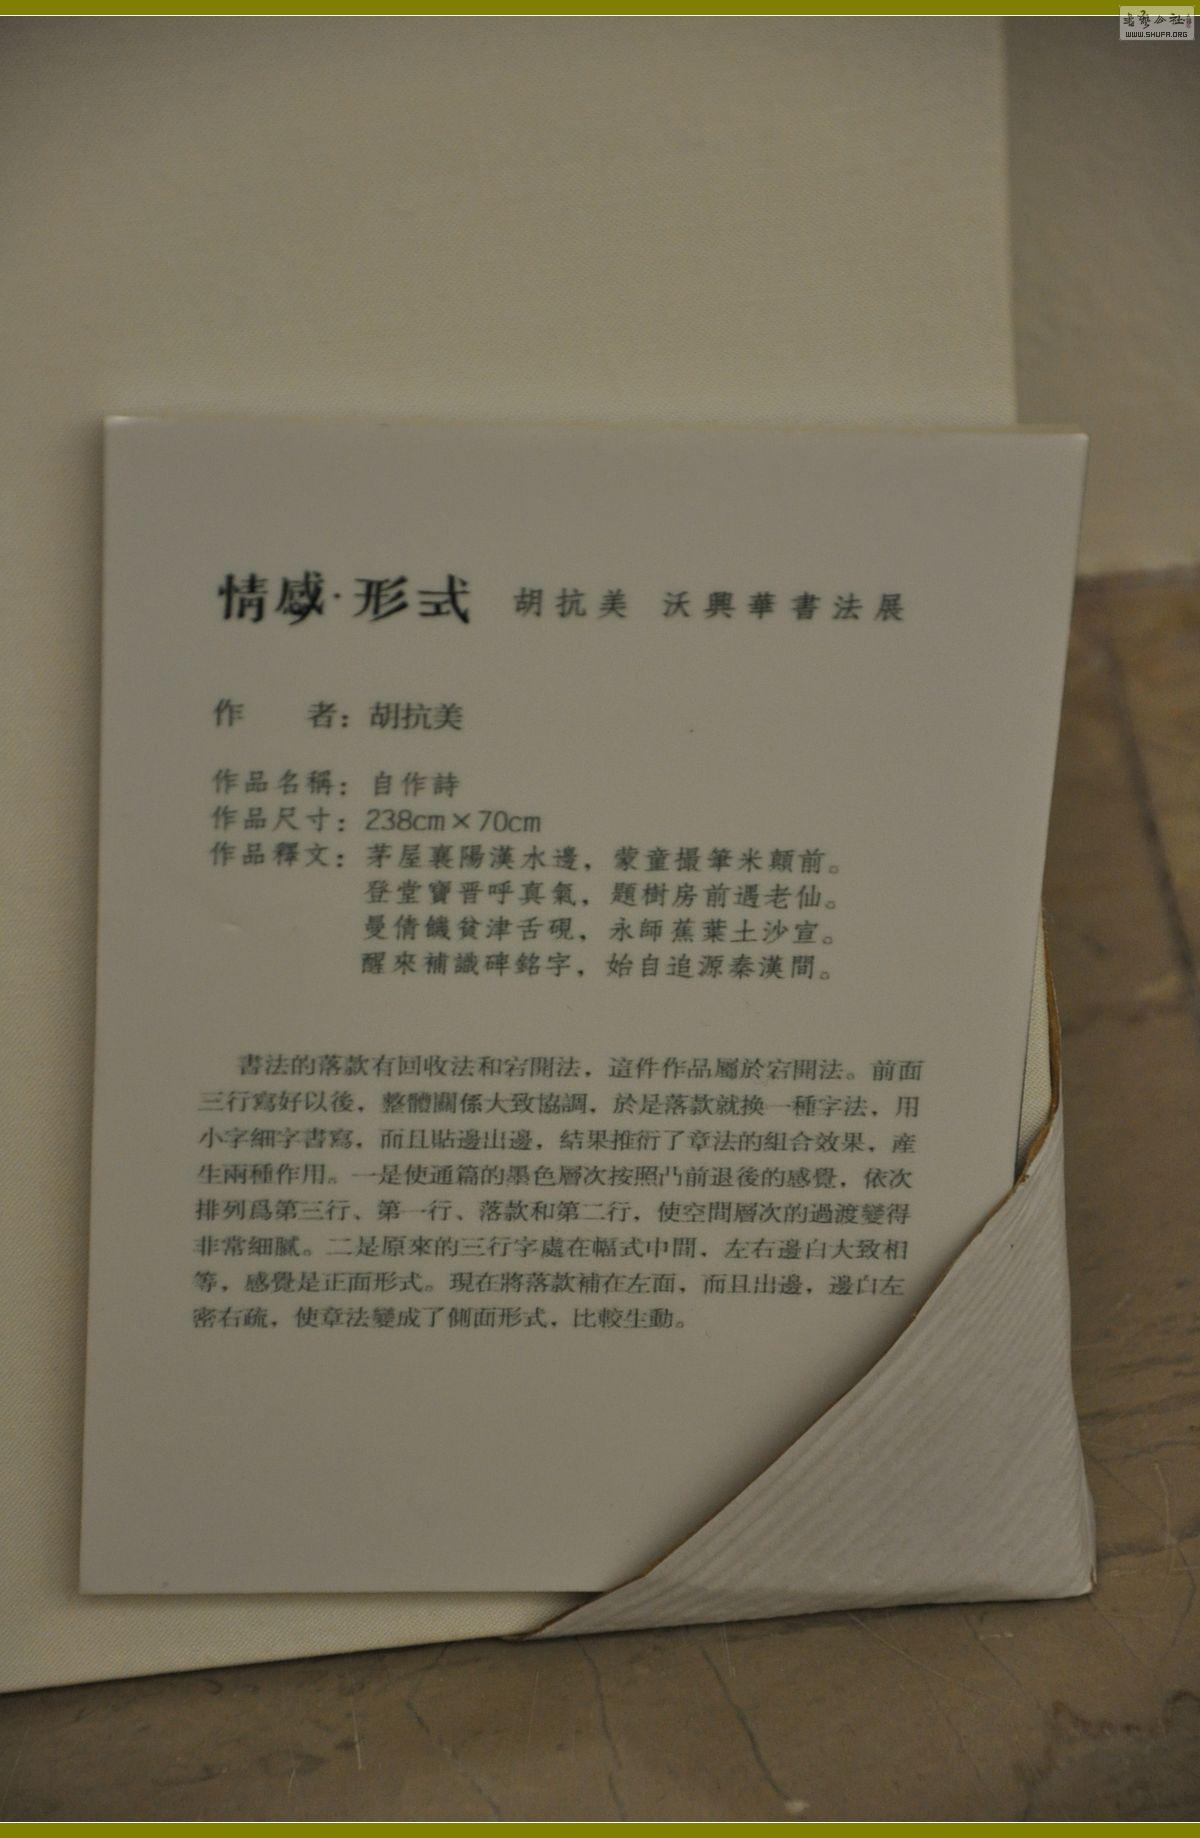 書法公社
WWW.SHUFA.ORG
情感·形式 胡抗美 沃興華書法展
作 者：胡抗美
作品名稱：自作詩
作品尺寸：238cm×70cm
作品釋文：茅屋襄陽漢水邊，蒙童撮筆米顛前。
登堂寶晋呼真氣，題樹房前遇老仙。
曼倩饑貧津舌硯，永師蕉葉土沙宣。
醒來補識碑銘字，始自追源秦漢間。
書法的落款有回收法和宕開法，這件作品屬於宕開法。前面
三行寫好以後，整體關係大致協調，於是落款就换一種字法，用
小字細字書寫，而且貼邊出邊，結果推衍了章法的組合效果，産
生兩種作用。一是使通篇的墨色層次按照凸前退後的感覺，依次
排列爲第三行、第一行、落款和第二行，使空間層次的過渡變得
非常細膩。二是原來的三行字處在幅式中間，左右邊白大致相
等，感覺是正面形式。現在將落款補在左面，而且出邊，邊白左
密右疏，使章法變成了側面形式，比較生動。